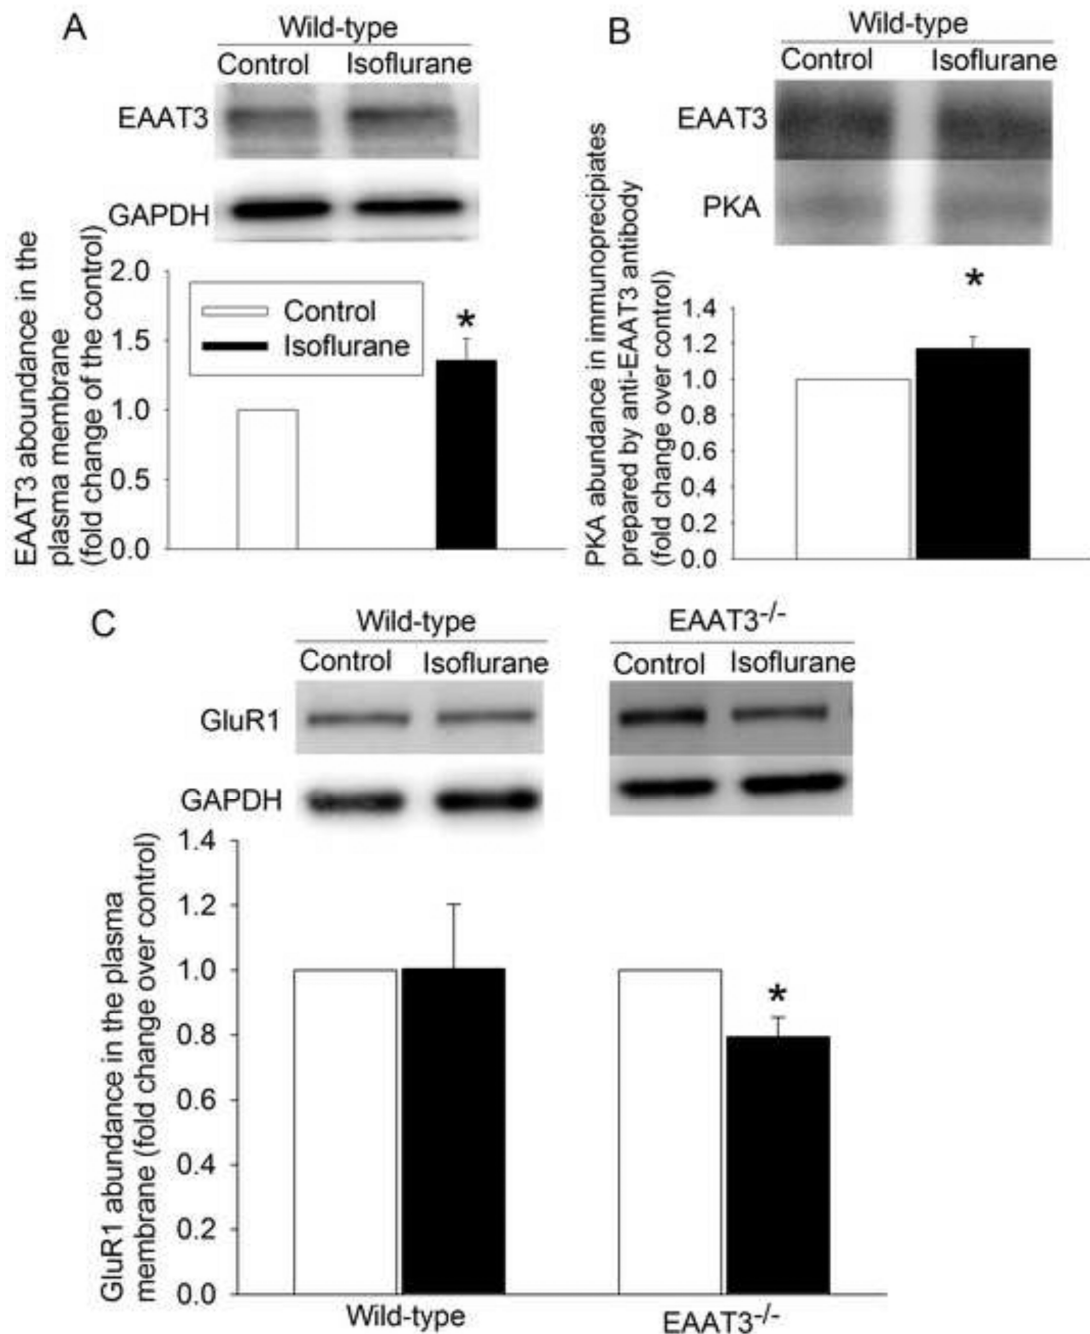 A
Wild-type
Control Isoflurane
EAAT3
GAPDH
EAAT3 aboundance in the
plasma membrane
(fold change of the control)
2.0
1.5
1.0
0.5
0.0
Control
Isoflurane
*
B
Wild-type
Control Isoflurane
EAAT3
PKA
PKA abundance in immunoprecipiates
prepared by anti-EAAT3 antibody
(fold change over control)
1.4
1.2
1.0
0.8
0.6
0.4
0.2
0.0
*
C
Wild-type
Control Isoflurane
EAAT3-/-
Control Isoflurane
GluR1
GAPDH
GluR1 abundance in the plasma
membrane (fold change over control)
1.4
1.2
1.0
0.8
0.6
0.4
0.2
0.0
*
Wild-type
EAAT3-/-